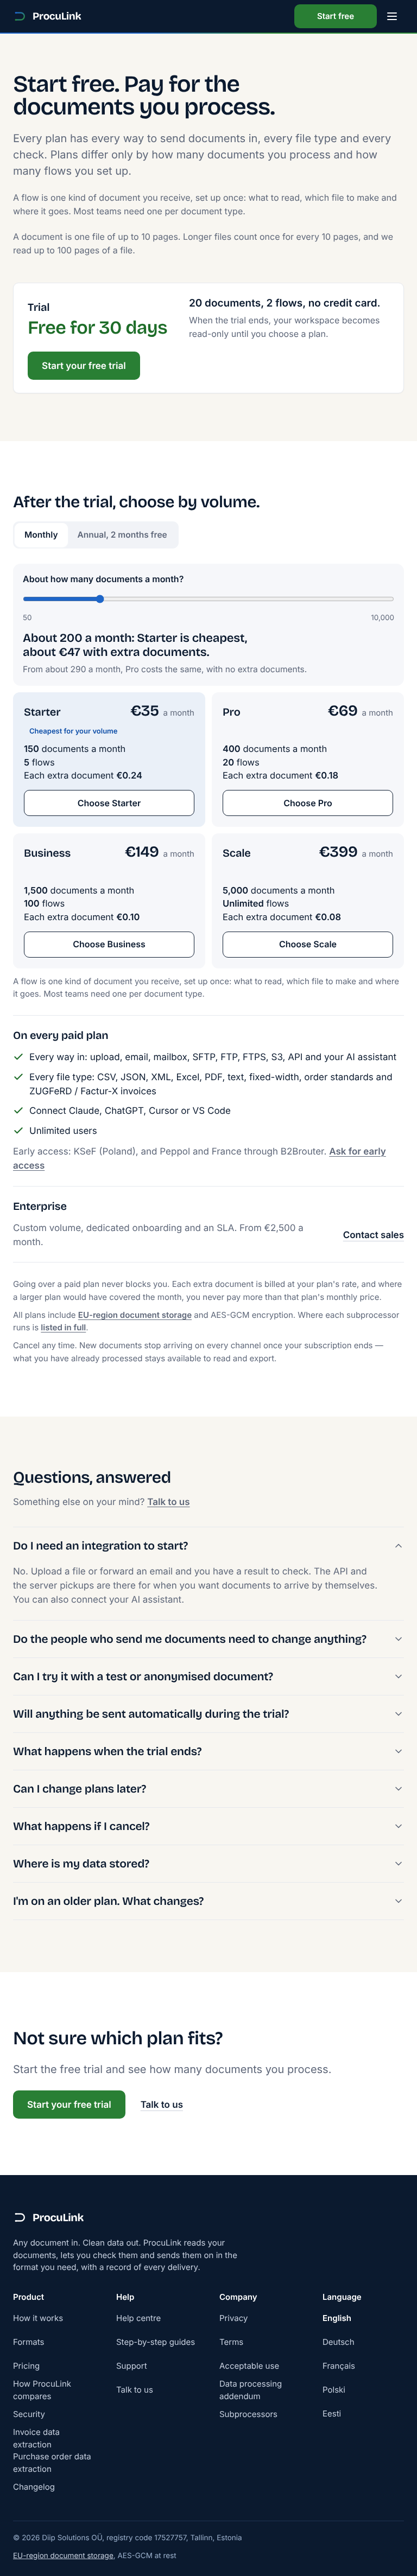 ProcuLink
Start free
Start free. Pay for the
documents you process.
Every plan has every way to send documents in, every file type and every
check. Plans differ only by how many documents you process and how
many flows you set up.
A flow is one kind of document you receive, set up once: what to read, which file to make and
where it goes. Most teams need one per document type.
A document is one file of up to 10 pages. Longer files count once for every 10 pages, and we
read up to 100 pages of a file.
Trial
Free for 30 days
Start your free trial
20 documents, 2 flows, no credit card.
When the trial ends, your workspace becomes
read-only until you choose a plan.
After the trial, choose by volume.
Monthly
Annual, 2 months free
About how many documents a month?
50
10,000
About 200 a month: Starter is cheapest,
about €47 with extra documents.
From about 290 a month, Pro costs the same, with no extra documents.
Starter
€35 a month
Cheapest for your volume
150 documents a month
5 flows
Each extra document €0.24
Choose Starter
Pro
€69 a month
400 documents a month
20 flows
Each extra document €0.18
Choose Pro
Business
€149 a month
1,500 documents a month
100 flows
Each extra document €0.10
Choose Business
Scale
€399 a month
5,000 documents a month
Unlimited flows
Each extra document €0.08
Choose Scale
A flow is one kind of document you receive, set up once: what to read, which file to make and where
it goes. Most teams need one per document type.
On every paid plan
Every way in: upload, email, mailbox, SFTP, FTP, FTPS, S3, API and your AI assistant
Every file type: CSV, JSON, XML, Excel, PDF, text, fixed-width, order standards and
ZUGFeRD / Factur-X invoices
Connect Claude, ChatGPT, Cursor or VS Code
Unlimited users
Early access: KSeF (Poland), and Peppol and France through B2Brouter. Ask for early
access
Enterprise
Custom volume, dedicated onboarding and an SLA. From €2,500 a
month.
Contact sales
Going over a paid plan never blocks you. Each extra document is billed at your plan's rate, and where
a larger plan would have covered the month, you never pay more than that plan's monthly price.
All plans include EU-region document storage and AES-GCM encryption. Where each subprocessor
runs is listed in full.
Cancel any time. New documents stop arriving on every channel once your subscription ends —
what you have already processed stays available to read and export.
Questions, answered
Something else on your mind? Talk to us
Do I need an integration to start?
No. Upload a file or forward an email and you have a result to check. The API and
the server pickups are there for when you want documents to arrive by themselves.
You can also connect your AI assistant.
Do the people who send me documents need to change anything?
Can I try it with a test or anonymised document?
Will anything be sent automatically during the trial?
What happens when the trial ends?
Can I change plans later?
What happens if I cancel?
Where is my data stored?
I'm on an older plan. What changes?
Not sure which plan fits?
Start the free trial and see how many documents you process.
Start your free trial
Talk to us
ProcuLink
Any document in. Clean data out. ProcuLink reads your
documents, lets you check them and sends them on in the
format you need, with a record of every delivery.
Product
How it works
Formats
Pricing
How ProcuLink
compares
Security
Invoice data
extraction
Purchase order data
extraction
Changelog
Help
Help centre
Step-by-step guides
Support
Talk to us
Company
Privacy
Terms
Acceptable use
Data processing
addendum
Subprocessors
Language
English
Deutsch
Français
Polski
Eesti
© 2026 Diip Solutions OÜ, registry code 17527757, Tallinn, Estonia
EU-region document storage, AES-GCM at rest